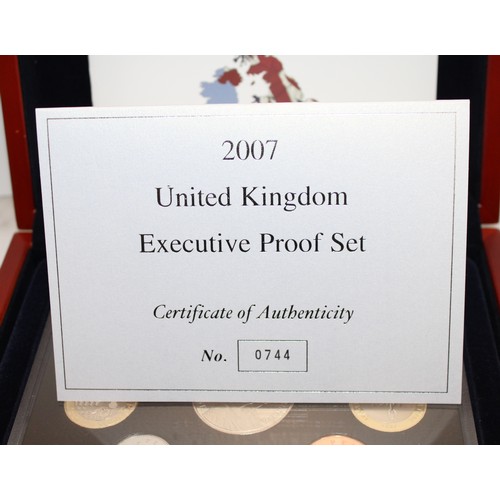 2007
United Kingdom
Executive Proof Set
Certificate of Authenticity
No. 0744